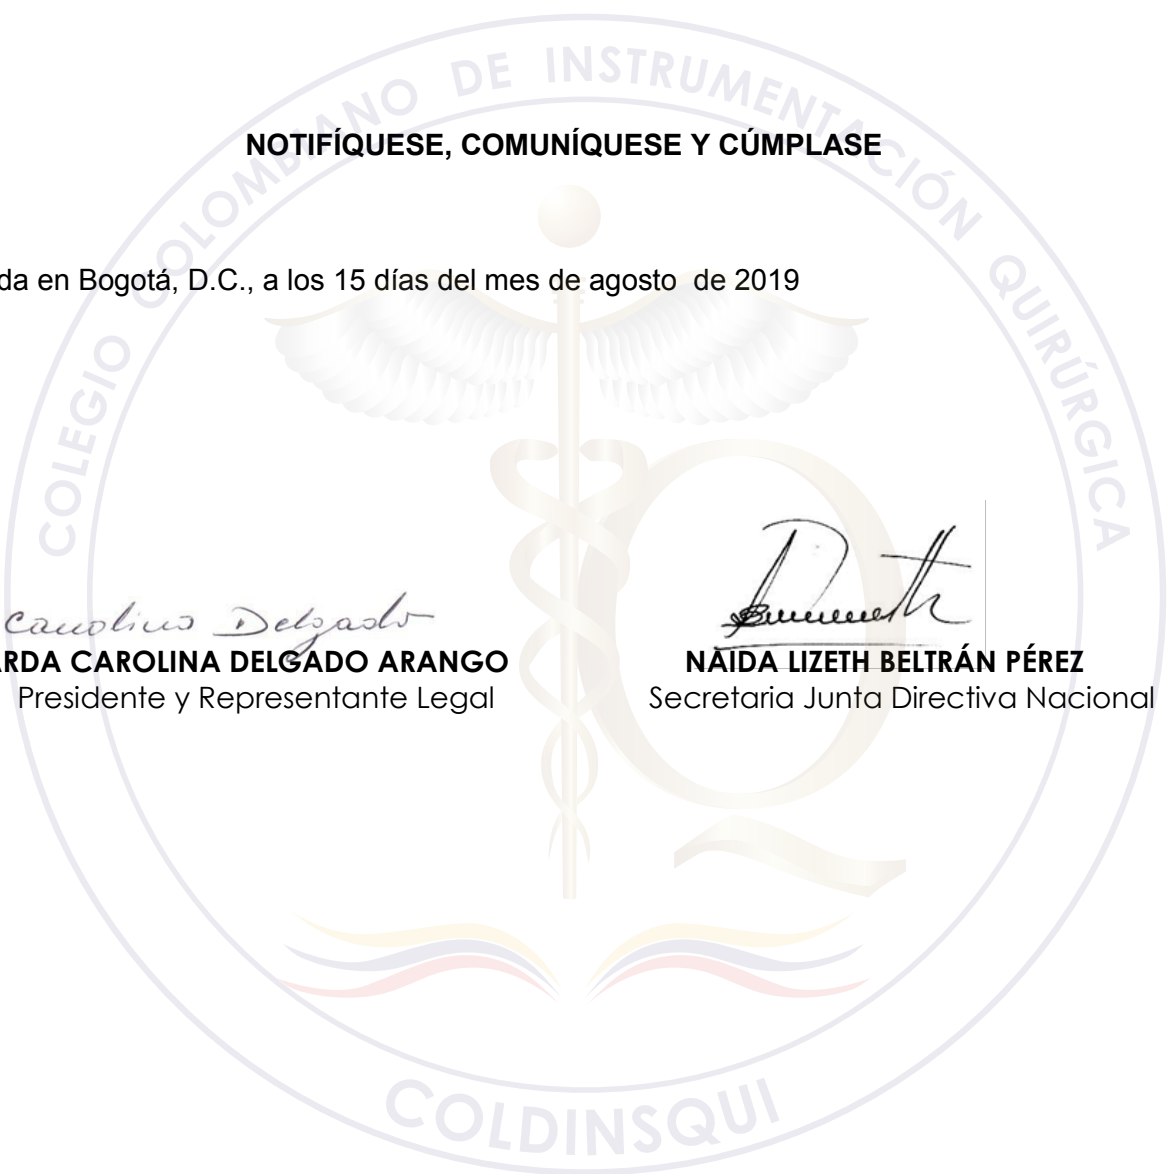 COLEGIO COLOMBIANO DE INSTRUMENTACIÓN QUIRÚRGICA
NOTIFÍQUESE, COMUNÍQUESE Y CÚMPLASE
da en Bogotá, D.C., a los 15 días del mes de agosto de 2019
Carolina Delgado
ARDA CAROLINA DELGADO ARANGO NAIDA LIZETH BELTRÁN PÉREZ
Presidente y Representante Legal Secretaria Junta Directiva Nacional
Q
COLDINSQUI